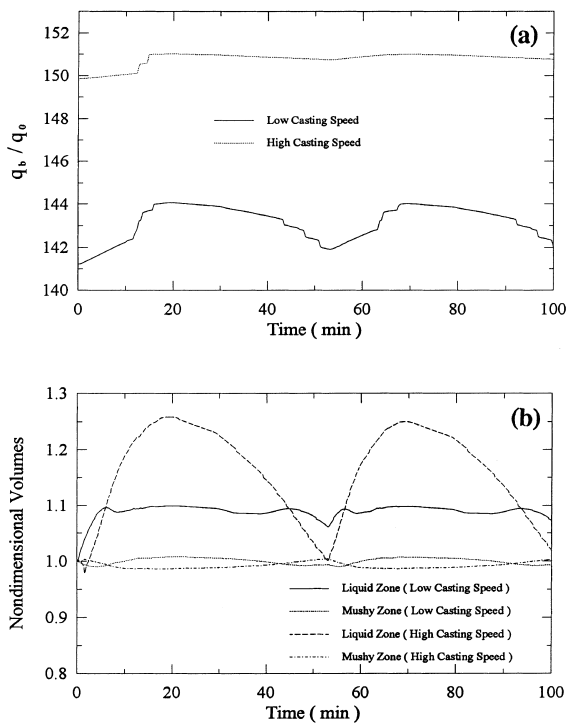 152
(a)
150
148
Low Casting Speed
High Casting Speed
q_b / q_0
146
144
142
140
0 20 40 60 80 100
Time ( min )
1.3
(b)
1.2
Nondimensional Volumes
1.1
1.0
Liquid Zone ( Low Casting Speed )
0.9
Mushy Zone ( Low Casting Speed )
Liquid Zone ( High Casting Speed )
Mushy Zone ( High Casting Speed )
0.8
0 20 40 60 80 100
Time ( min )